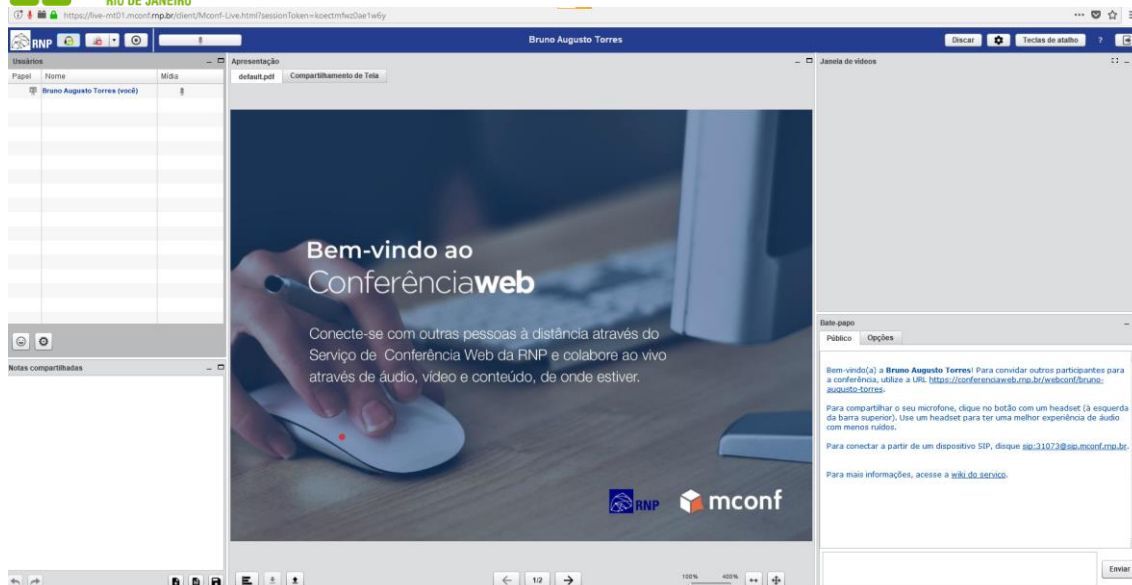 RIO DE JANEIRO
https://live-mt01.mconf.rnp.br/client/Mconf-Live.html?sessionToken=koectmfwz0ae1w6y
RNP
Bruno Augusto Torres
Discar
Teclas de atalho
?
Usuários
Papel Nome Mídia
Bruno Augusto Torres (você)
Notas compartilhadas
Apresentação
default.pdf Compartilhamento de Tela
Bem-vindo ao
Conferênciaweb
Conecte-se com outras pessoas à distância através do
Serviço de Conferência Web da RNP e colabore ao vivo
através de áudio, vídeo e conteúdo, de onde estiver.
RNP mconf
1/2
100% 400%
Janela de vídeos
Bate-papo
Público Opções
Bem-vindo(a) a Bruno Augusto Torres! Para convidar outros participantes para
a conferência, utilize a URL https://conferenciaweb.rnp.br/webconf/bruno-
augusto-torres.
Para compartilhar o seu microfone, clique no botão com um headset (à esquerda
da barra superior). Use um headset para ter uma melhor experiência de áudio
com menos ruídos.
Para conectar a partir de um dispositivo SIP, disque sip:31073@sip.mconf.rnp.br.
Para mais informações, acesse a wiki do serviço.
Enviar